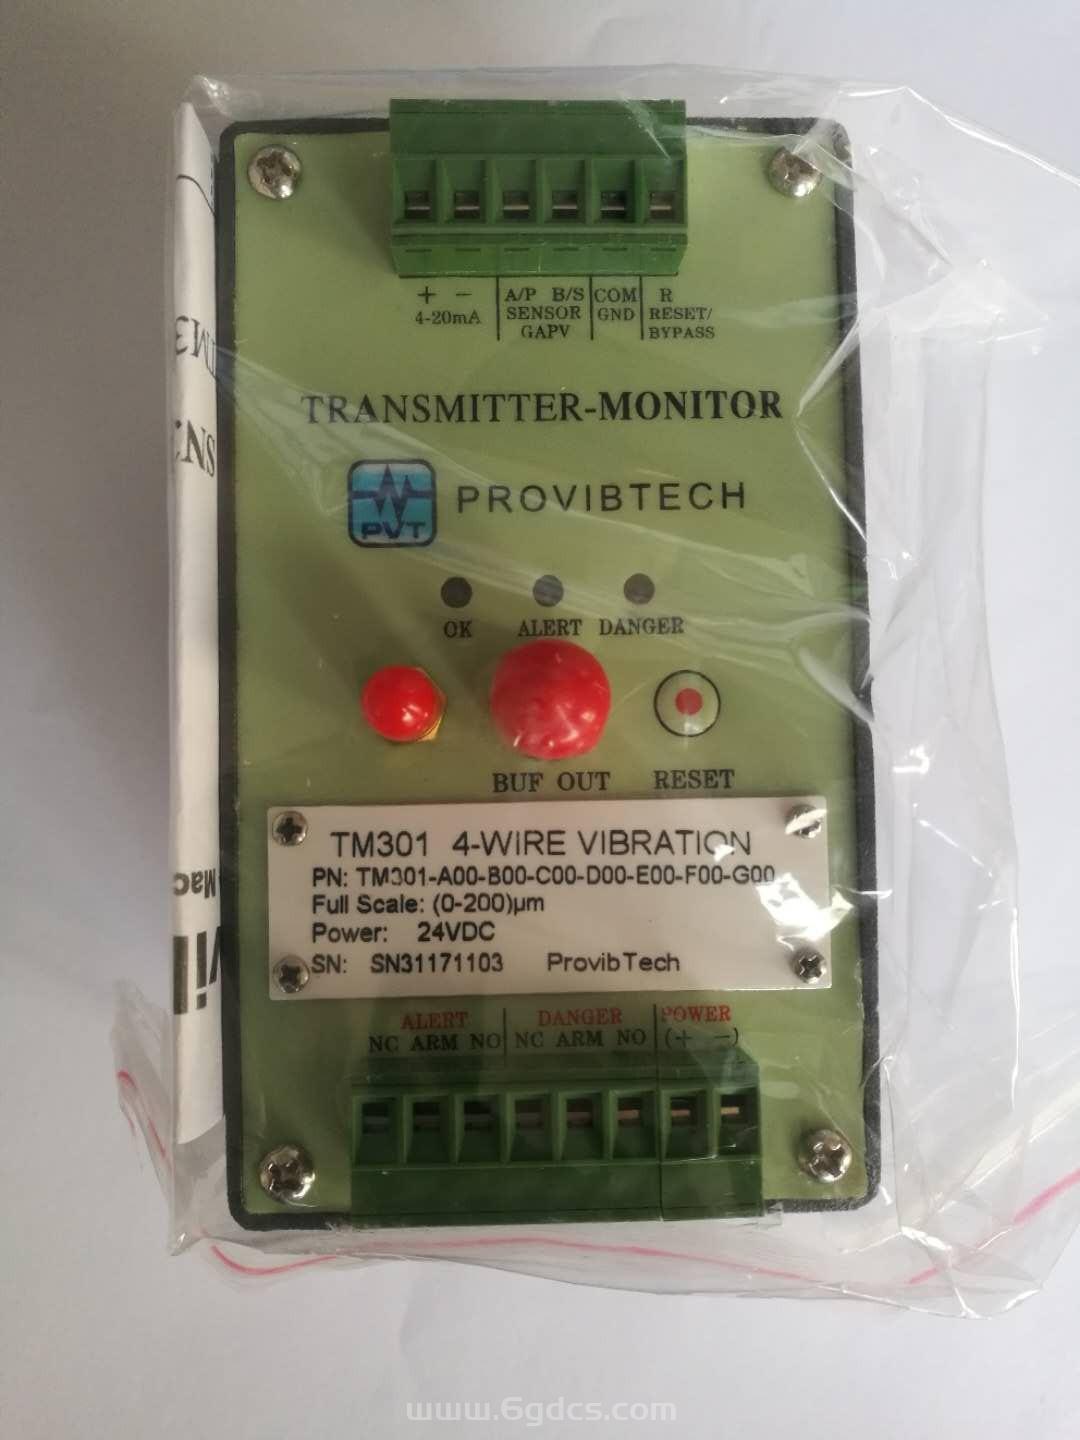 + − A/P B/S COM R
4-20mA SENSOR GND RESET/
GAPV BYPASS
TRANSMITTER-MONITOR
PVT PROVIBTECH
OK ALERT DANGER
BUF OUT RESET
TM301 4-WIRE VIBRATION
PN: TM301-A00-B00-C00-D00-E00-F00-G00
Full Scale: (0-200)μm
Power: 24VDC
SN: SN31171103 ProvibTech
ALERT DANGER POWER
NC ARM NO NC ARM NO (+ −)
www.6gdcs.com